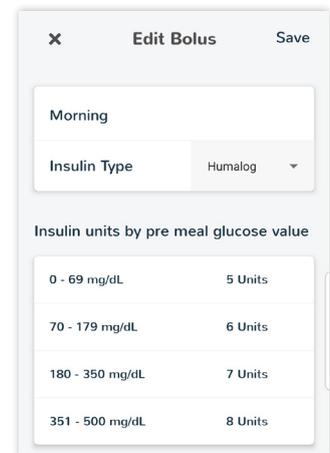 × Edit Bolus Save
Morning
Insulin Type Humalog
Insulin units by pre meal glucose value
0 - 69 mg/dL 5 Units
70 - 179 mg/dL 6 Units
180 - 350 mg/dL 7 Units
351 - 500 mg/dL 8 Units